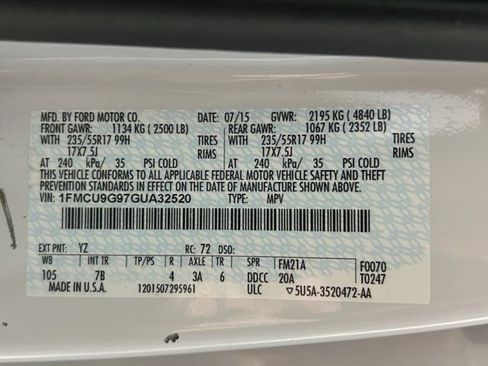 MFD. BY FORD MOTOR CO. DATE: 07/15 GVWR: 2195 KG ( 4840 LB)
FRONT GAWR: 1134 KG ( 2500 LB) REAR GAWR: 1067 KG ( 2352 LB)
WITH 235/55R17 99H TIRES WITH 235/55R17 99H TIRES
17X7.5J RIMS 17X7.5J RIMS
AT 240 kPa/ 35 PSI COLD AT 240 kPa/ 35 PSI COLD
THIS VEHICLE CONFORMS TO ALL APPLICABLE FEDERAL MOTOR VEHICLE SAFETY, BUMPER,
AND THEFT PREVENTION STANDARDS IN EFFECT ON THE DATE OF MANUFACTURE SHOWN ABOVE.
VIN: 1FMCU9G97GUA32520 TYPE: MPV
EXT PNT: YZ RC: 72 DSO:
WB TP/PS R AXLE TR SPR FM21A F0070
105 7B 4 3A 6 DDCC 20A T0247
MADE IN U.S.A. 1201507295961 ULC 5U5A-3520472-AA